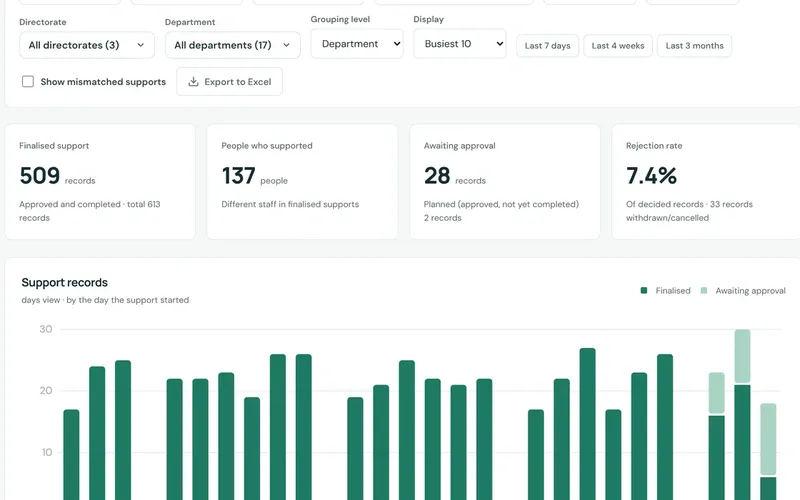 Directorate
Department
Grouping level
Display
All directorates (3)
All departments (17)
Department
Busiest 10
Last 7 days
Last 4 weeks
Last 3 months
Show mismatched supports
Export to Excel
Finalised support
509 records
Approved and completed · total 613
records
People who supported
137 people
Different staff in finalised supports
Awaiting approval
28 records
Planned (approved, not yet completed)
2 records
Rejection rate
7.4%
Of decided records · 33 records
withdrawn/cancelled
Support records
days view · by the day the support started
Finalised
Awaiting approval
30
20
10